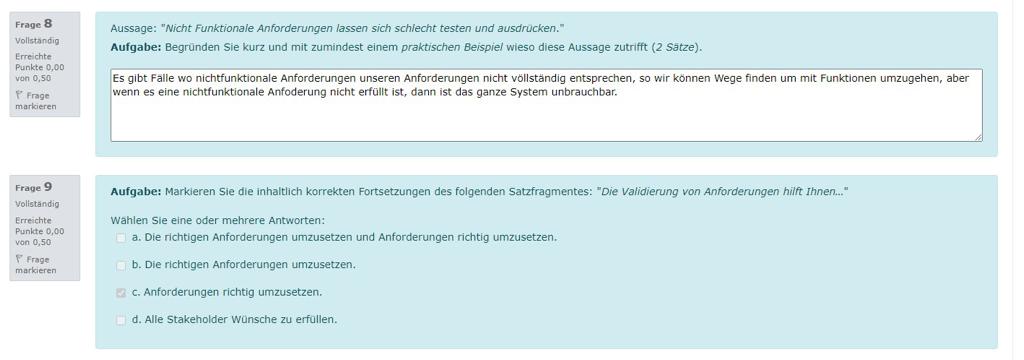 Frage 8
Vollständig
Erreichte
Punkte 0,00
von 0,50
Frage
markieren
Aussage: "Nicht Funktionale Anforderungen lassen sich schlecht testen und ausdrücken."
Aufgabe: Begründen Sie kurz und mit zumindest einem praktischen Beispiel wieso diese Aussage zutrifft (2 Sätze).
Es gibt Fälle wo nichtfunktionale Anforderungen unseren Anforderungen nicht vollständig entsprechen, so wir können Wege finden um mit Funktionen umzugehen, aber
wenn es eine nichtfunktionale Anfoderung nicht erfüllt ist, dann ist das ganze System unbrauchbar.
Frage 9
Vollständig
Erreichte
Punkte 0,00
von 0,50
Frage
markieren
Aufgabe: Markieren Sie die inhaltlich korrekten Fortsetzungen des folgenden Satzfragmentes: "Die Validierung von Anforderungen hilft Ihnen…"
Wählen Sie eine oder mehrere Antworten:
a. Die richtigen Anforderungen umzusetzen und Anforderungen richtig umzusetzen.
b. Die richtigen Anforderungen umzusetzen.
c. Anforderungen richtig umzusetzen.
d. Alle Stakeholder Wünsche zu erfüllen.